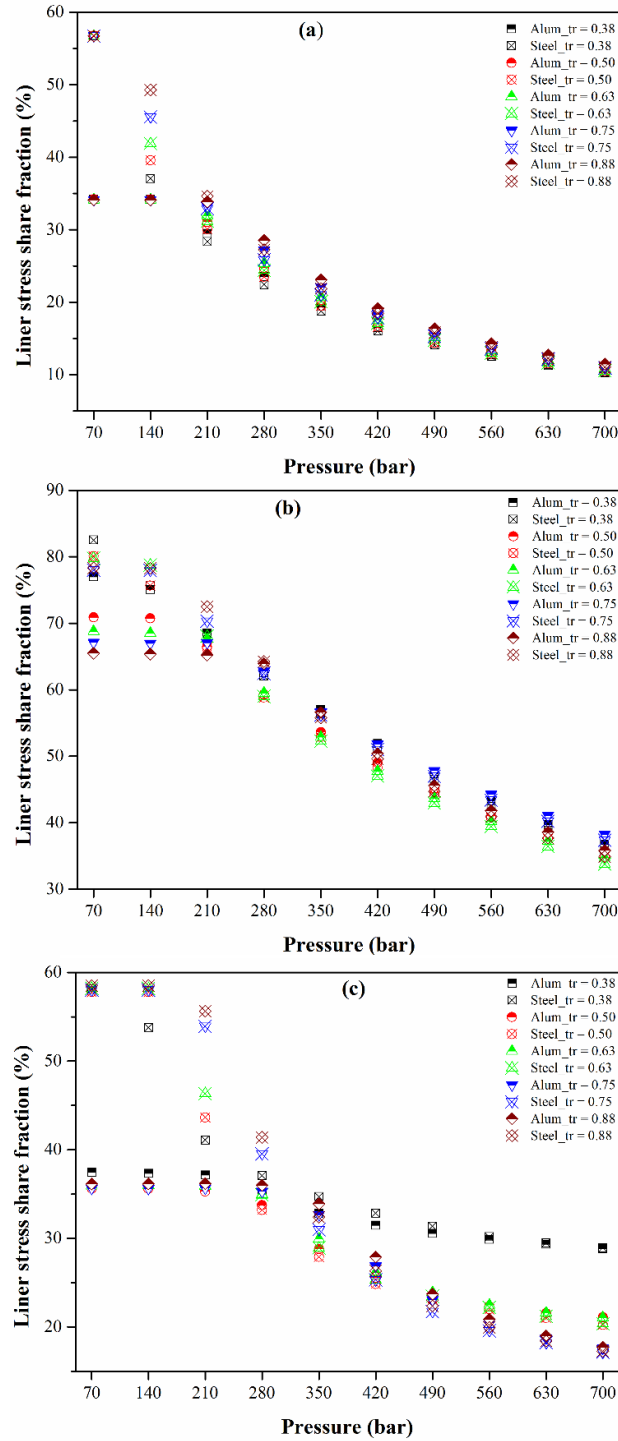 (a)
Alum_tr = 0.38
Steel_tr = 0.38
Alum_tr = 0.50
Steel_tr = 0.50
Alum_tr = 0.63
Steel_tr = 0.63
Alum_tr = 0.75
Steel_tr = 0.75
Alum_tr = 0.88
Steel_tr = 0.88
Liner stress share fraction (%)
60
50
40
30
20
10
70 140 210 280 350 420 490 560 630 700
Pressure (bar)
(b)
Alum_tr = 0.38
Steel_tr = 0.38
Alum_tr = 0.50
Steel_tr = 0.50
Alum_tr = 0.63
Steel_tr = 0.63
Alum_tr = 0.75
Steel_tr = 0.75
Alum_tr = 0.88
Steel_tr = 0.88
Liner stress share fraction (%)
90
80
70
60
50
40
30
70 140 210 280 350 420 490 560 630 700
Pressure (bar)
(c)
Alum_tr = 0.38
Steel_tr = 0.38
Alum_tr = 0.50
Steel_tr = 0.50
Alum_tr = 0.63
Steel_tr = 0.63
Alum_tr = 0.75
Steel_tr = 0.75
Alum_tr = 0.88
Steel_tr = 0.88
Liner stress share fraction (%)
60
50
40
30
20
70 140 210 280 350 420 490 560 630 700
Pressure (bar)